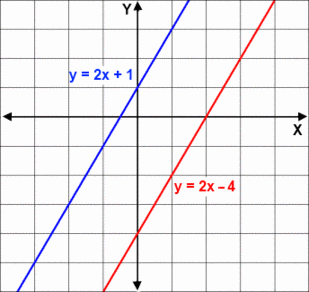 Y
y = 2x + 1
X
y = 2x – 4